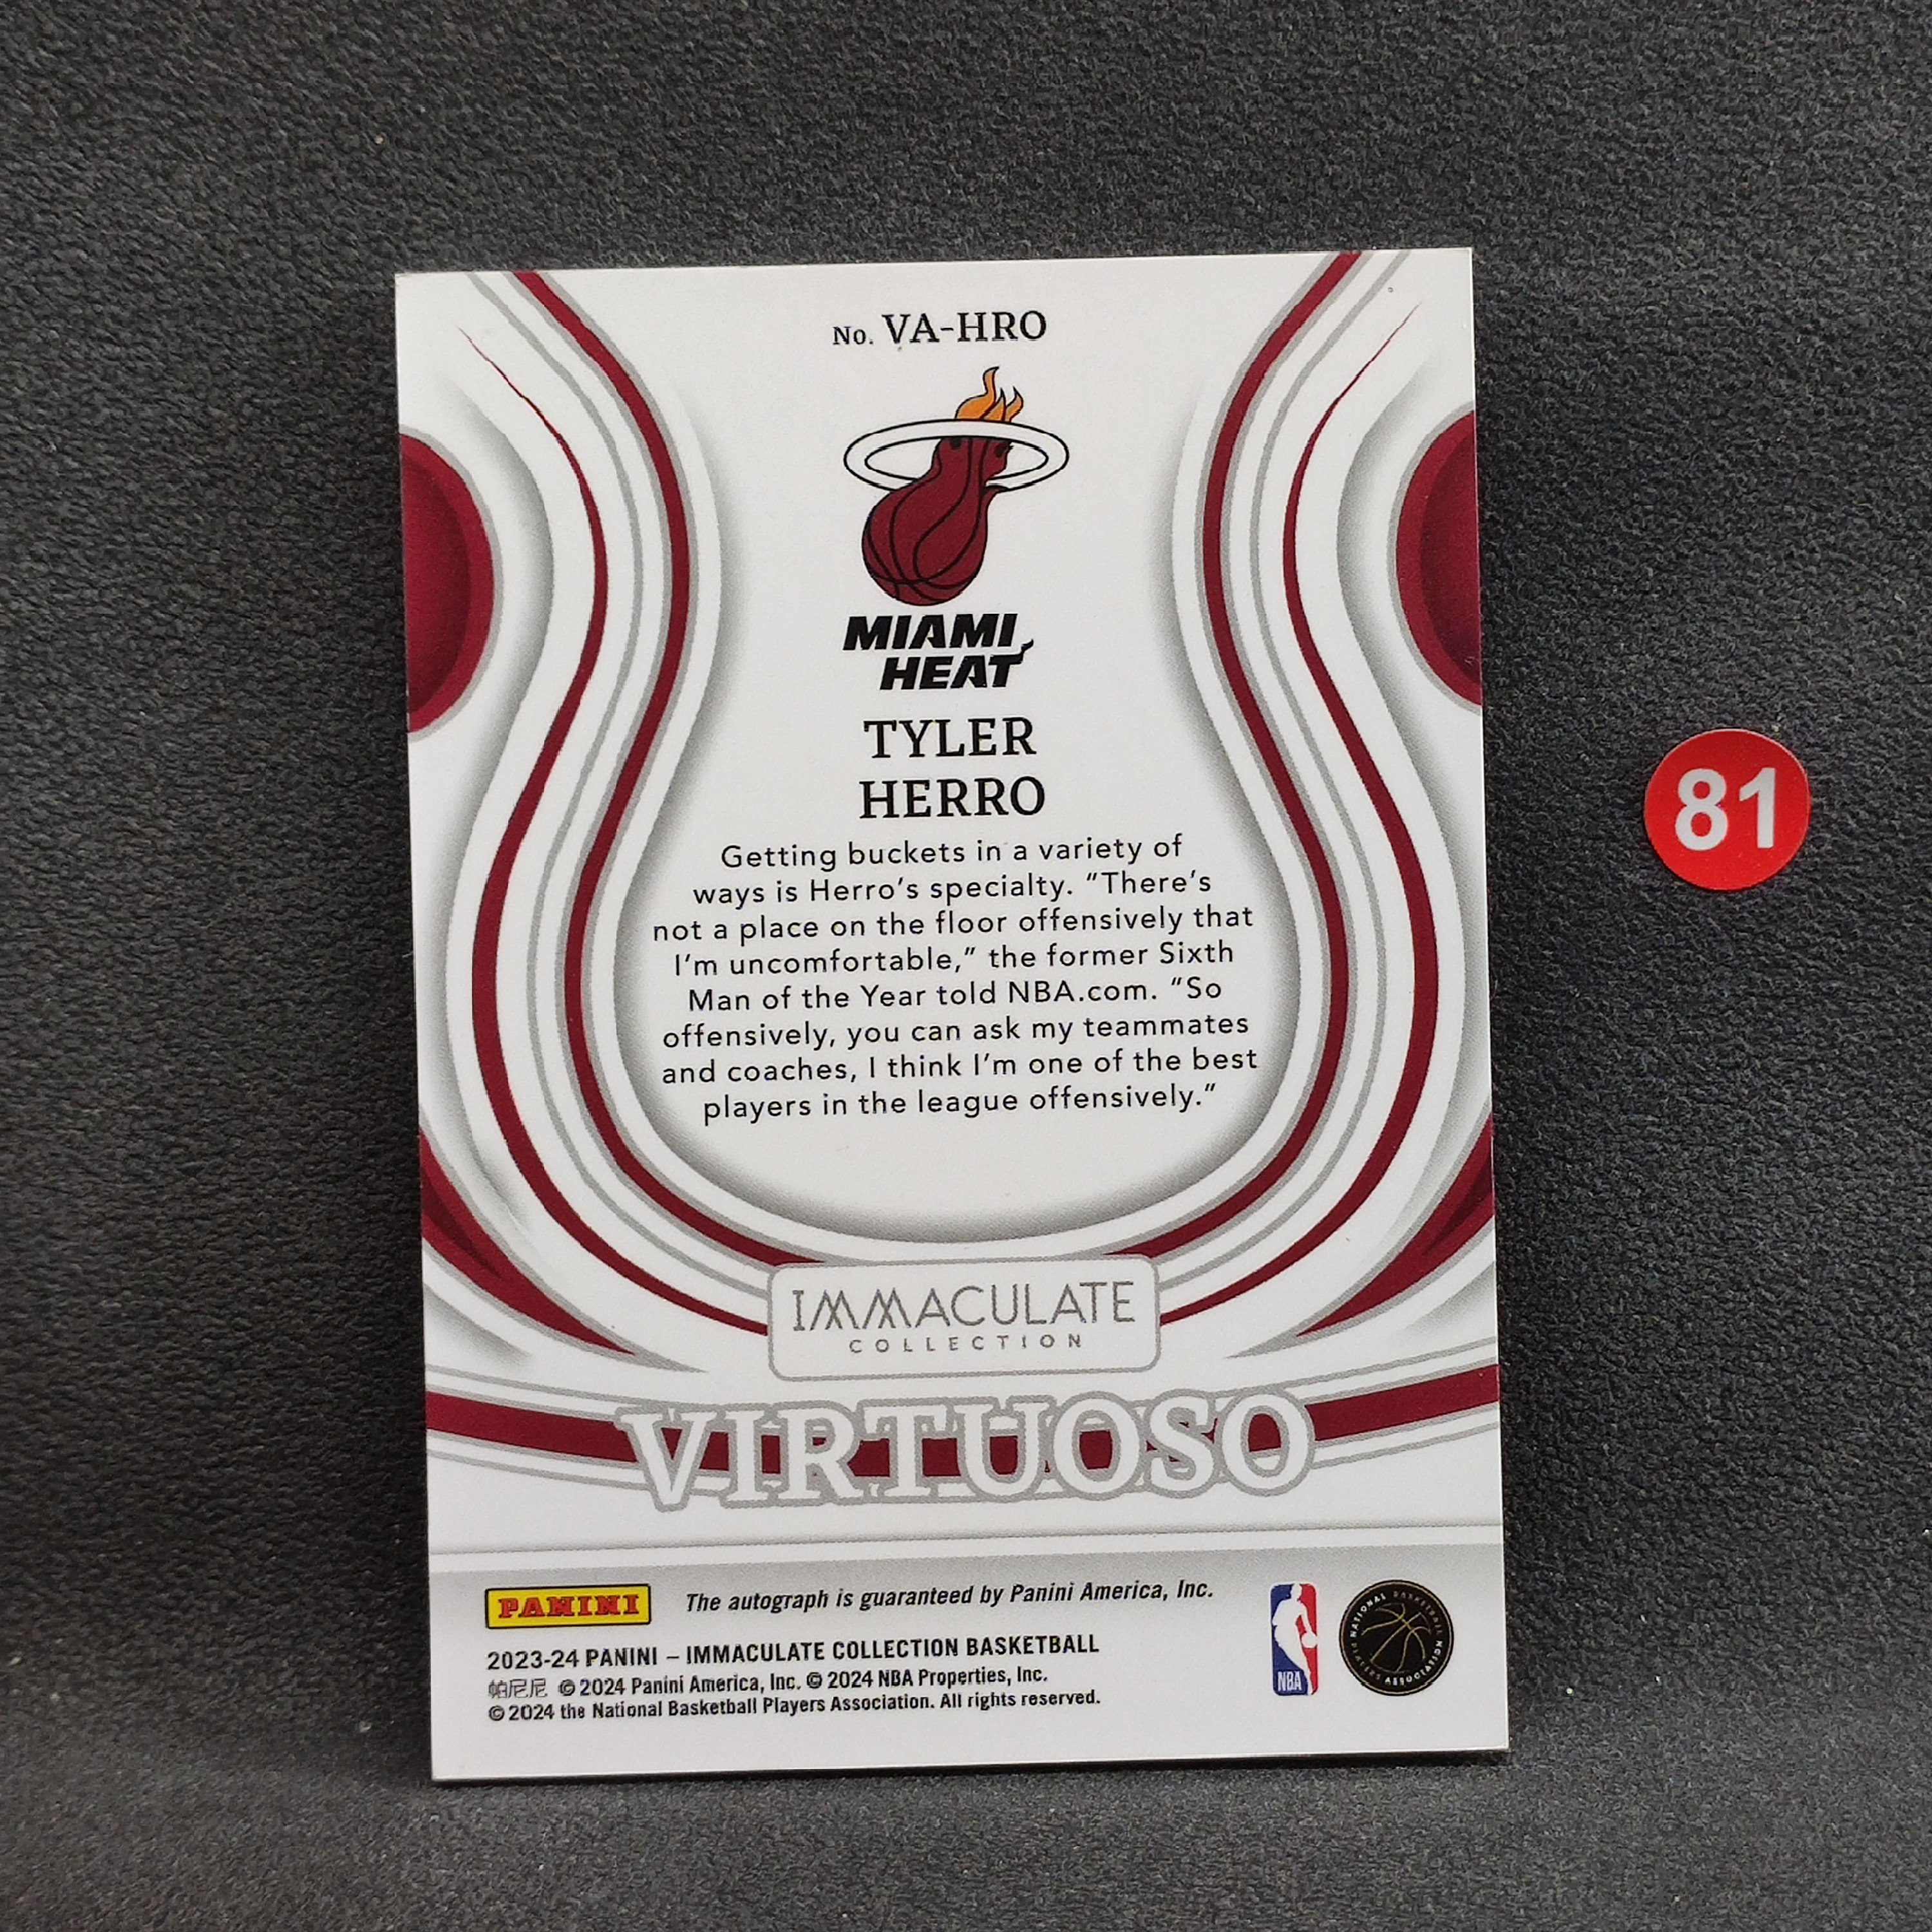 No. VA-HRO
MIAMI
HEAT
TYLER
HERRO
Getting buckets in a variety of
ways is Herro's specialty. "There's
not a place on the floor offensively that
I'm uncomfortable," the former Sixth
Man of the Year told NBA.com. "So
offensively, you can ask my teammates
and coaches, I think I'm one of the best
players in the league offensively."
81
IMMACULATE
COLLECTION
VIRTUOSO
PANINI The autograph is guaranteed by Panini America, Inc.
2023-24 PANINI – IMMACULATE COLLECTION BASKETBALL
帕尼尼 © 2024 Panini America, Inc. © 2024 NBA Properties, Inc.
© 2024 the National Basketball Players Association. All rights reserved.
NBA
NATIONAL BASKETBALL
PLAYERS ASSOCIATION